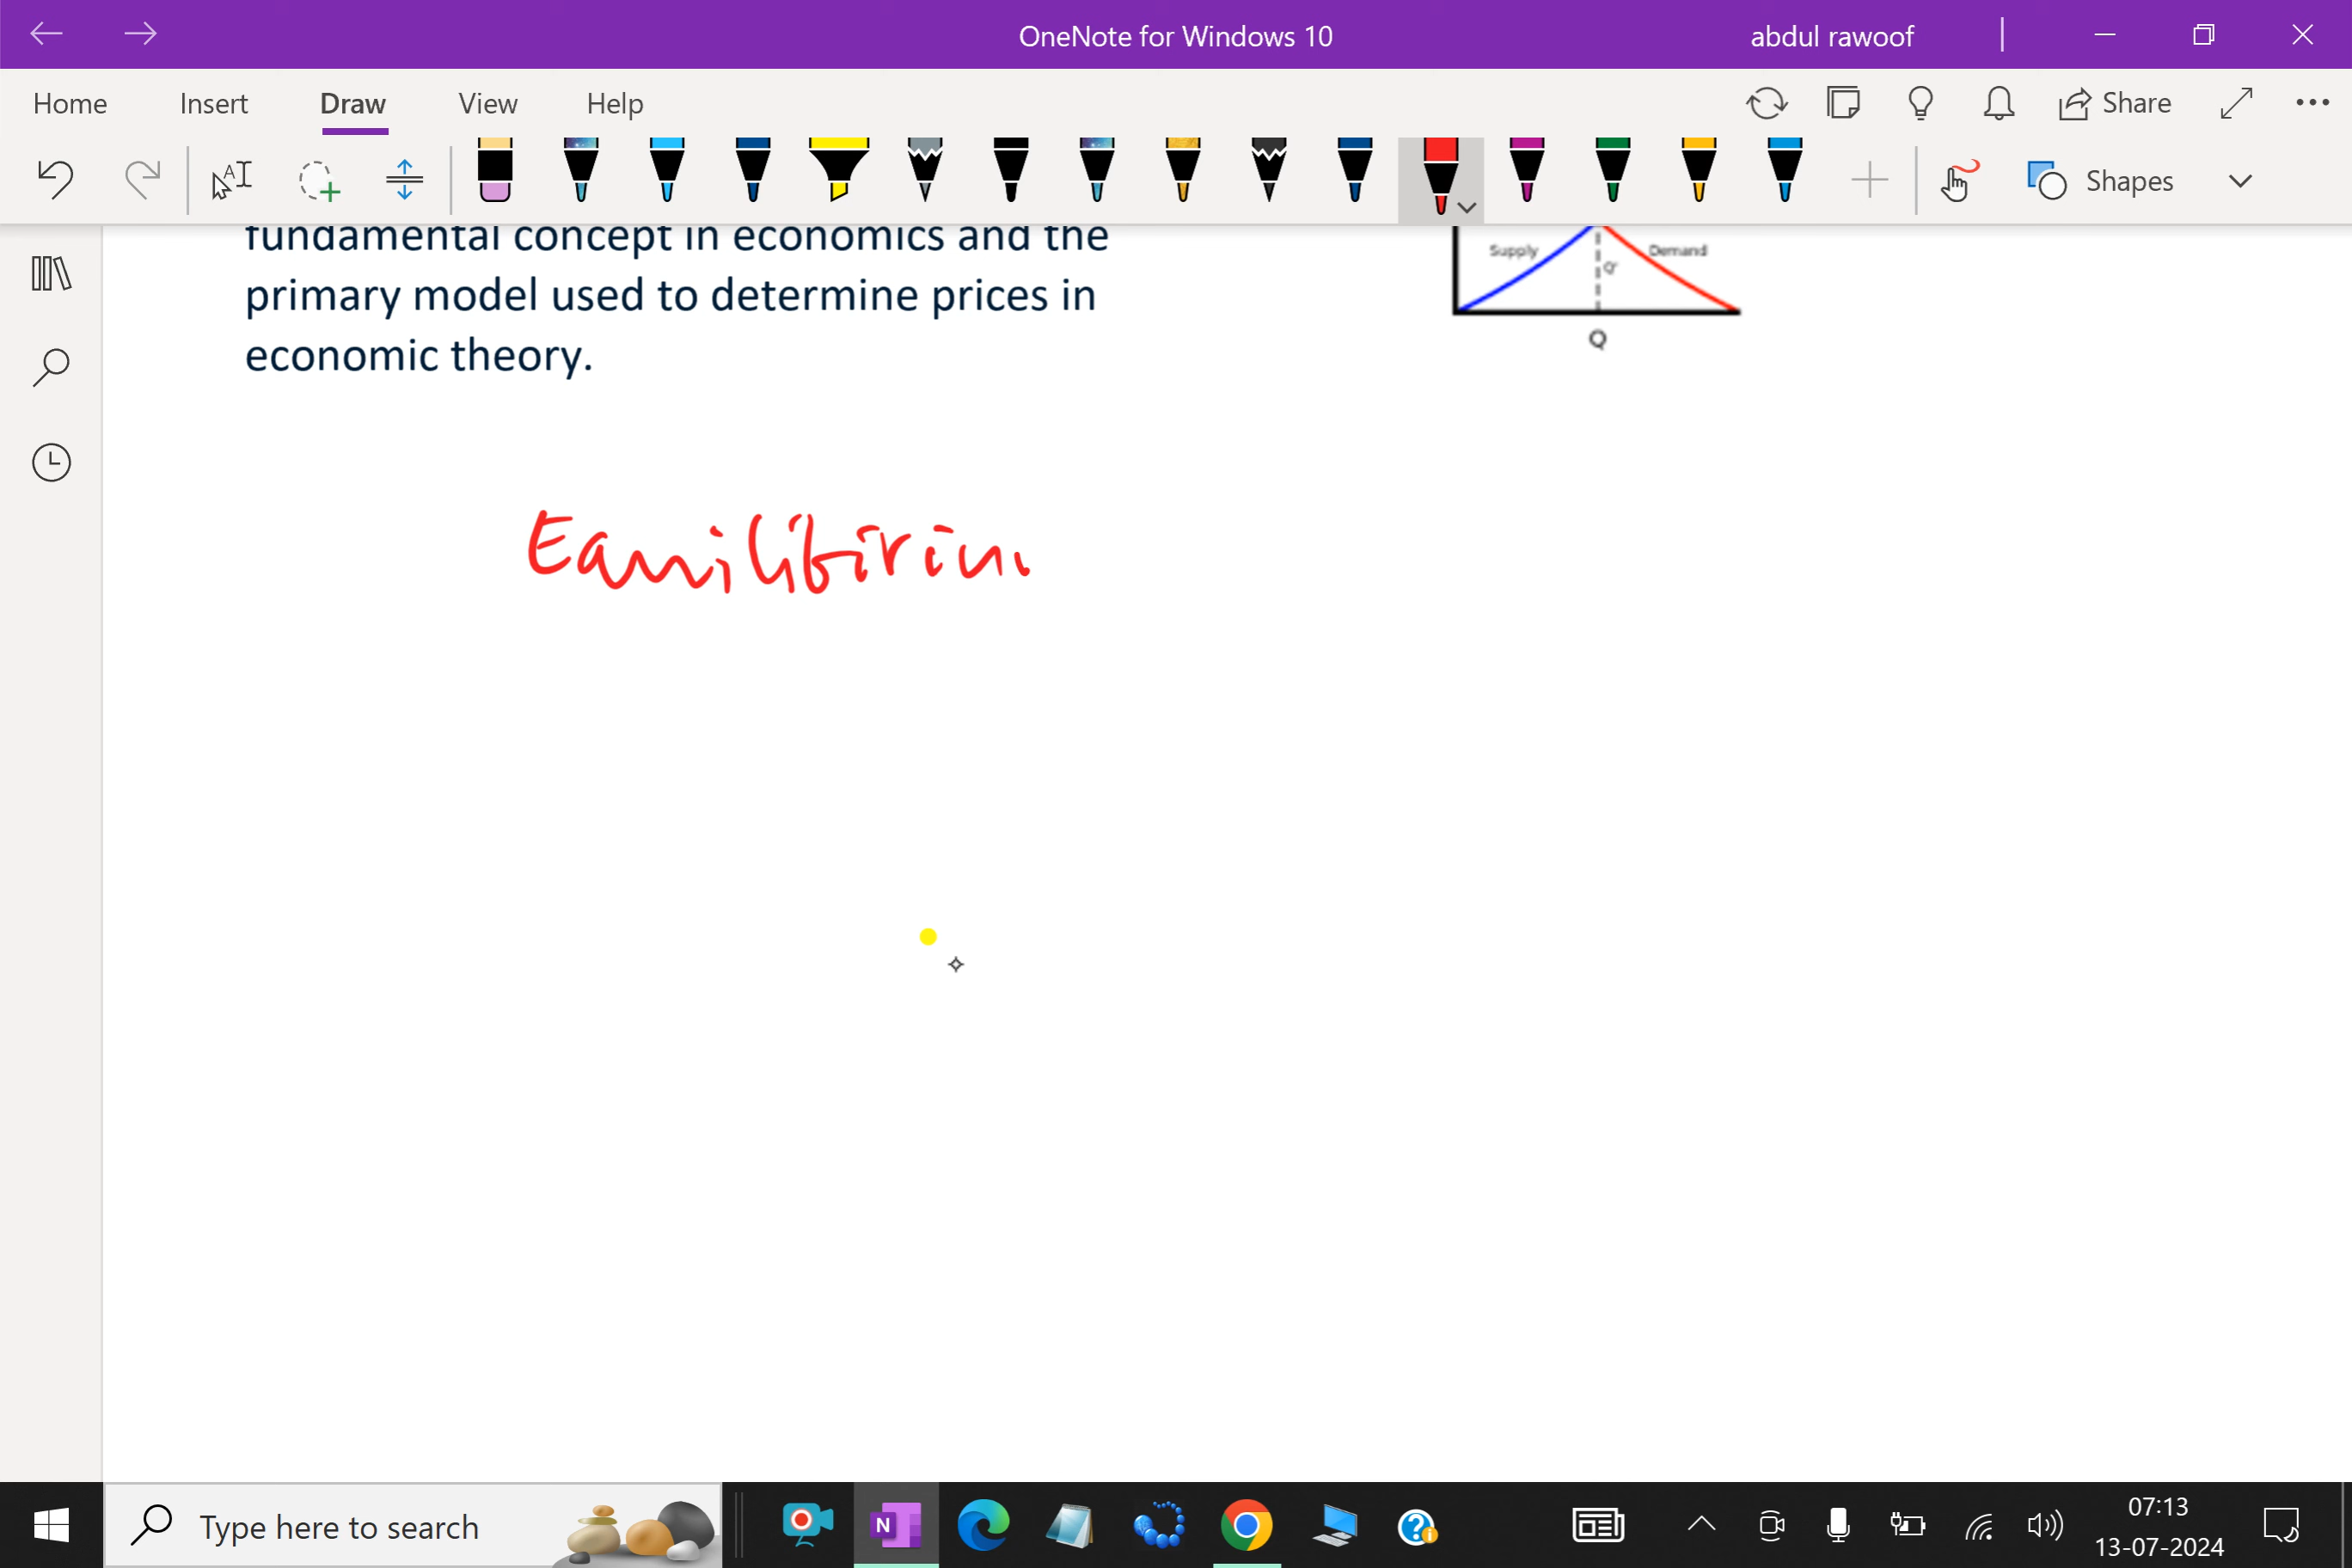 OneNote for Windows 10
abdul rawoof
Home Insert Draw View Help
Share
Shapes
fundamental concept in economics and the
primary model used to determine prices in
economic theory.
Supply
Demand
Q'
Q
Type here to search
07:13
13-07-2024